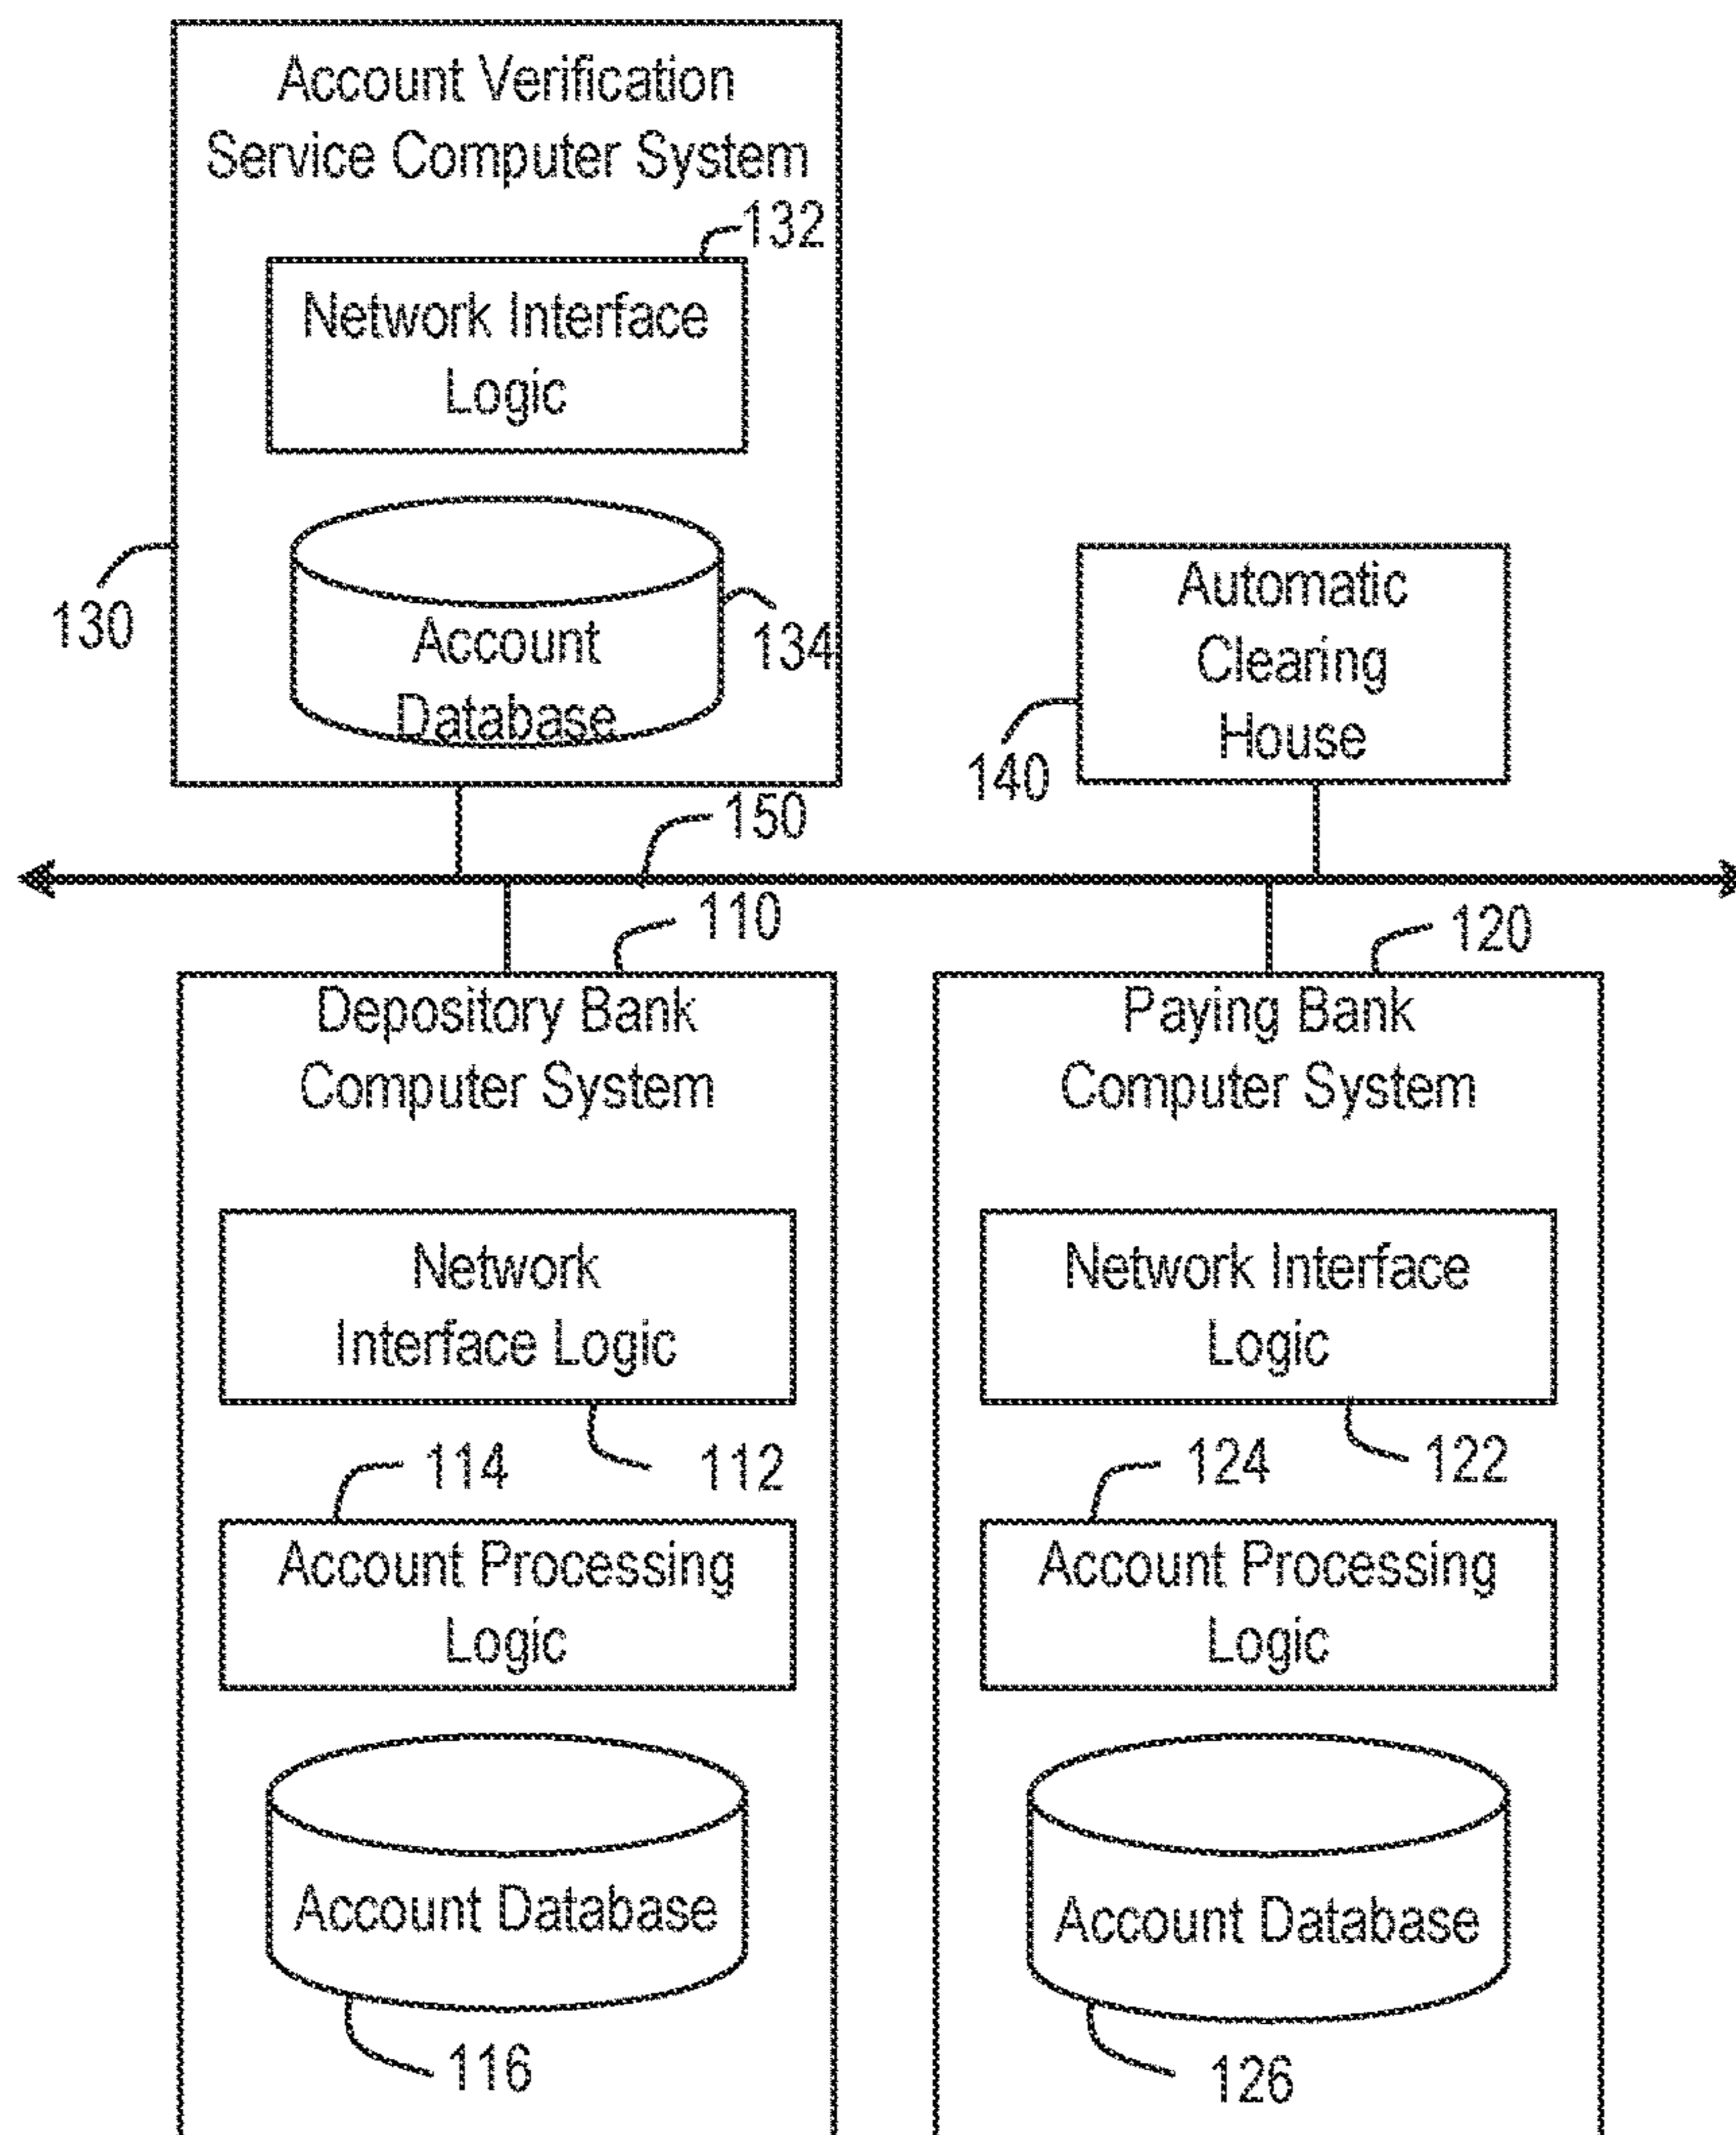 Account Verification
Service Computer System
132
Network Interface
Logic
130
Account
Database
134
Automatic
Clearing
House
140
150
110
120
Depository Bank
Computer System
Network
Interface Logic
112
114
Account Processing
Logic
Account Database
116
Paying Bank
Computer System
Network Interface
Logic
122
124
Account Processing
Logic
Account Database
126